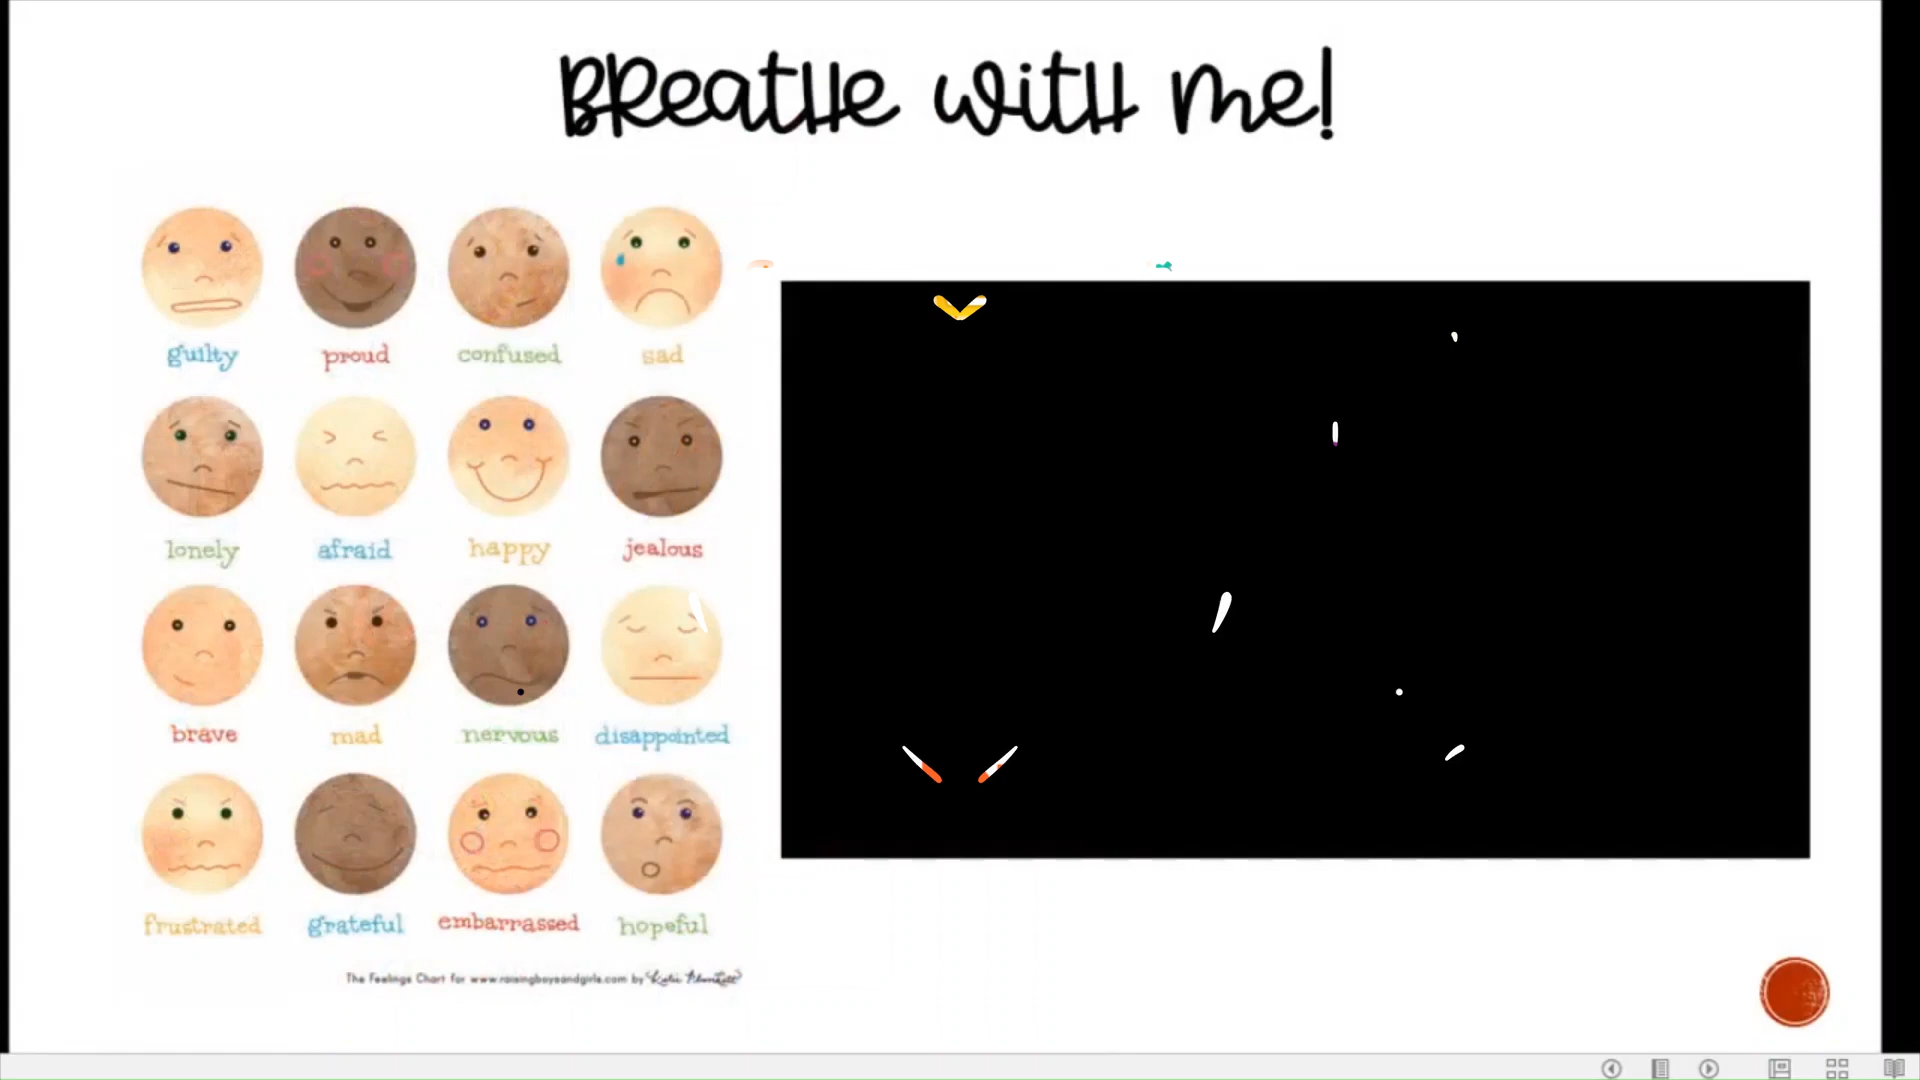 Breathe with me!
guilty proud confused sad
lonely afraid happy jealous
brave mad nervous disappointed
frustrated grateful embarrassed hopeful
The Feelings Chart for www.raisingboysandgirls.com by